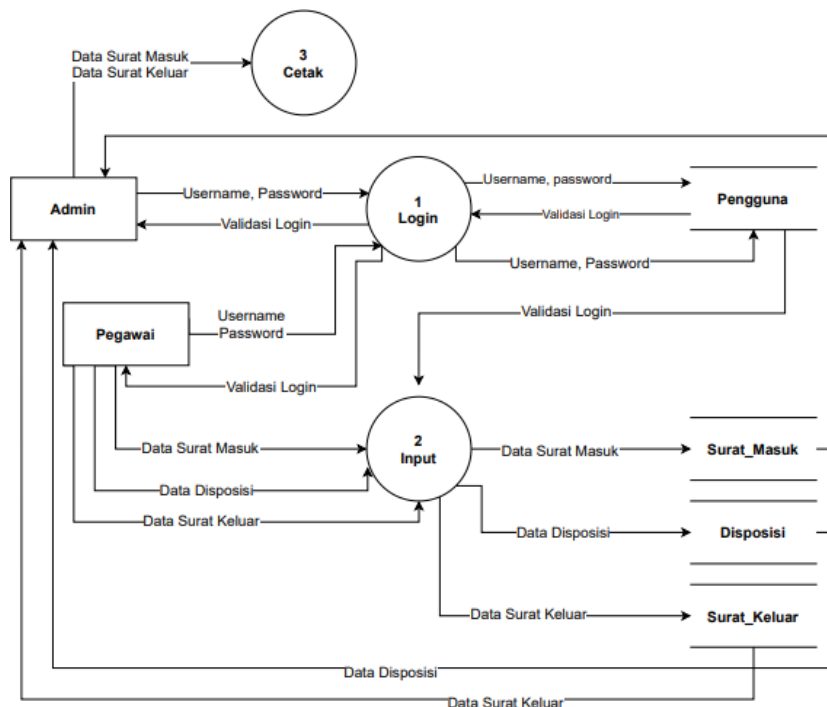 Data Surat Masuk
Data Surat Keluar
3
Cetak
Admin
Username, Password
Validasi Login
1
Login
Username, password
Validasi Login
Username, Password
Pengguna
Pegawai
Username
Password
Validasi Login
Validasi Login
2
Input
Data Surat Masuk
Data Disposisi
Data Surat Keluar
Data Surat Masuk
Surat_Masuk
Data Disposisi
Disposisi
Data Surat Keluar
Surat_Keluar
Data Disposisi
Data Surat Keluar